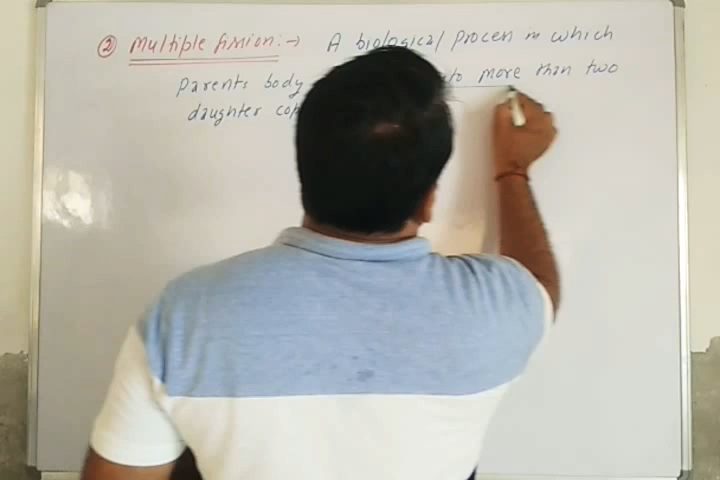 ② Multiple fission:→ A biological process in which
Parents body to more than two
daughter